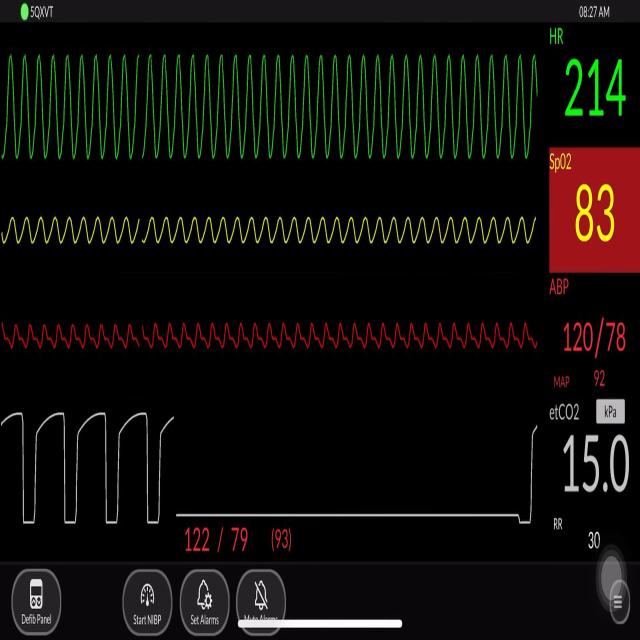 5QXVT
08:27 AM
HR
214
SpO2
83
ABP
120/78
MAP 92
etCO2 kPa
15.0
RR
30
122 / 79 (93)
Defib Panel
Start NIBP
Set Alarms
Mute Alarms